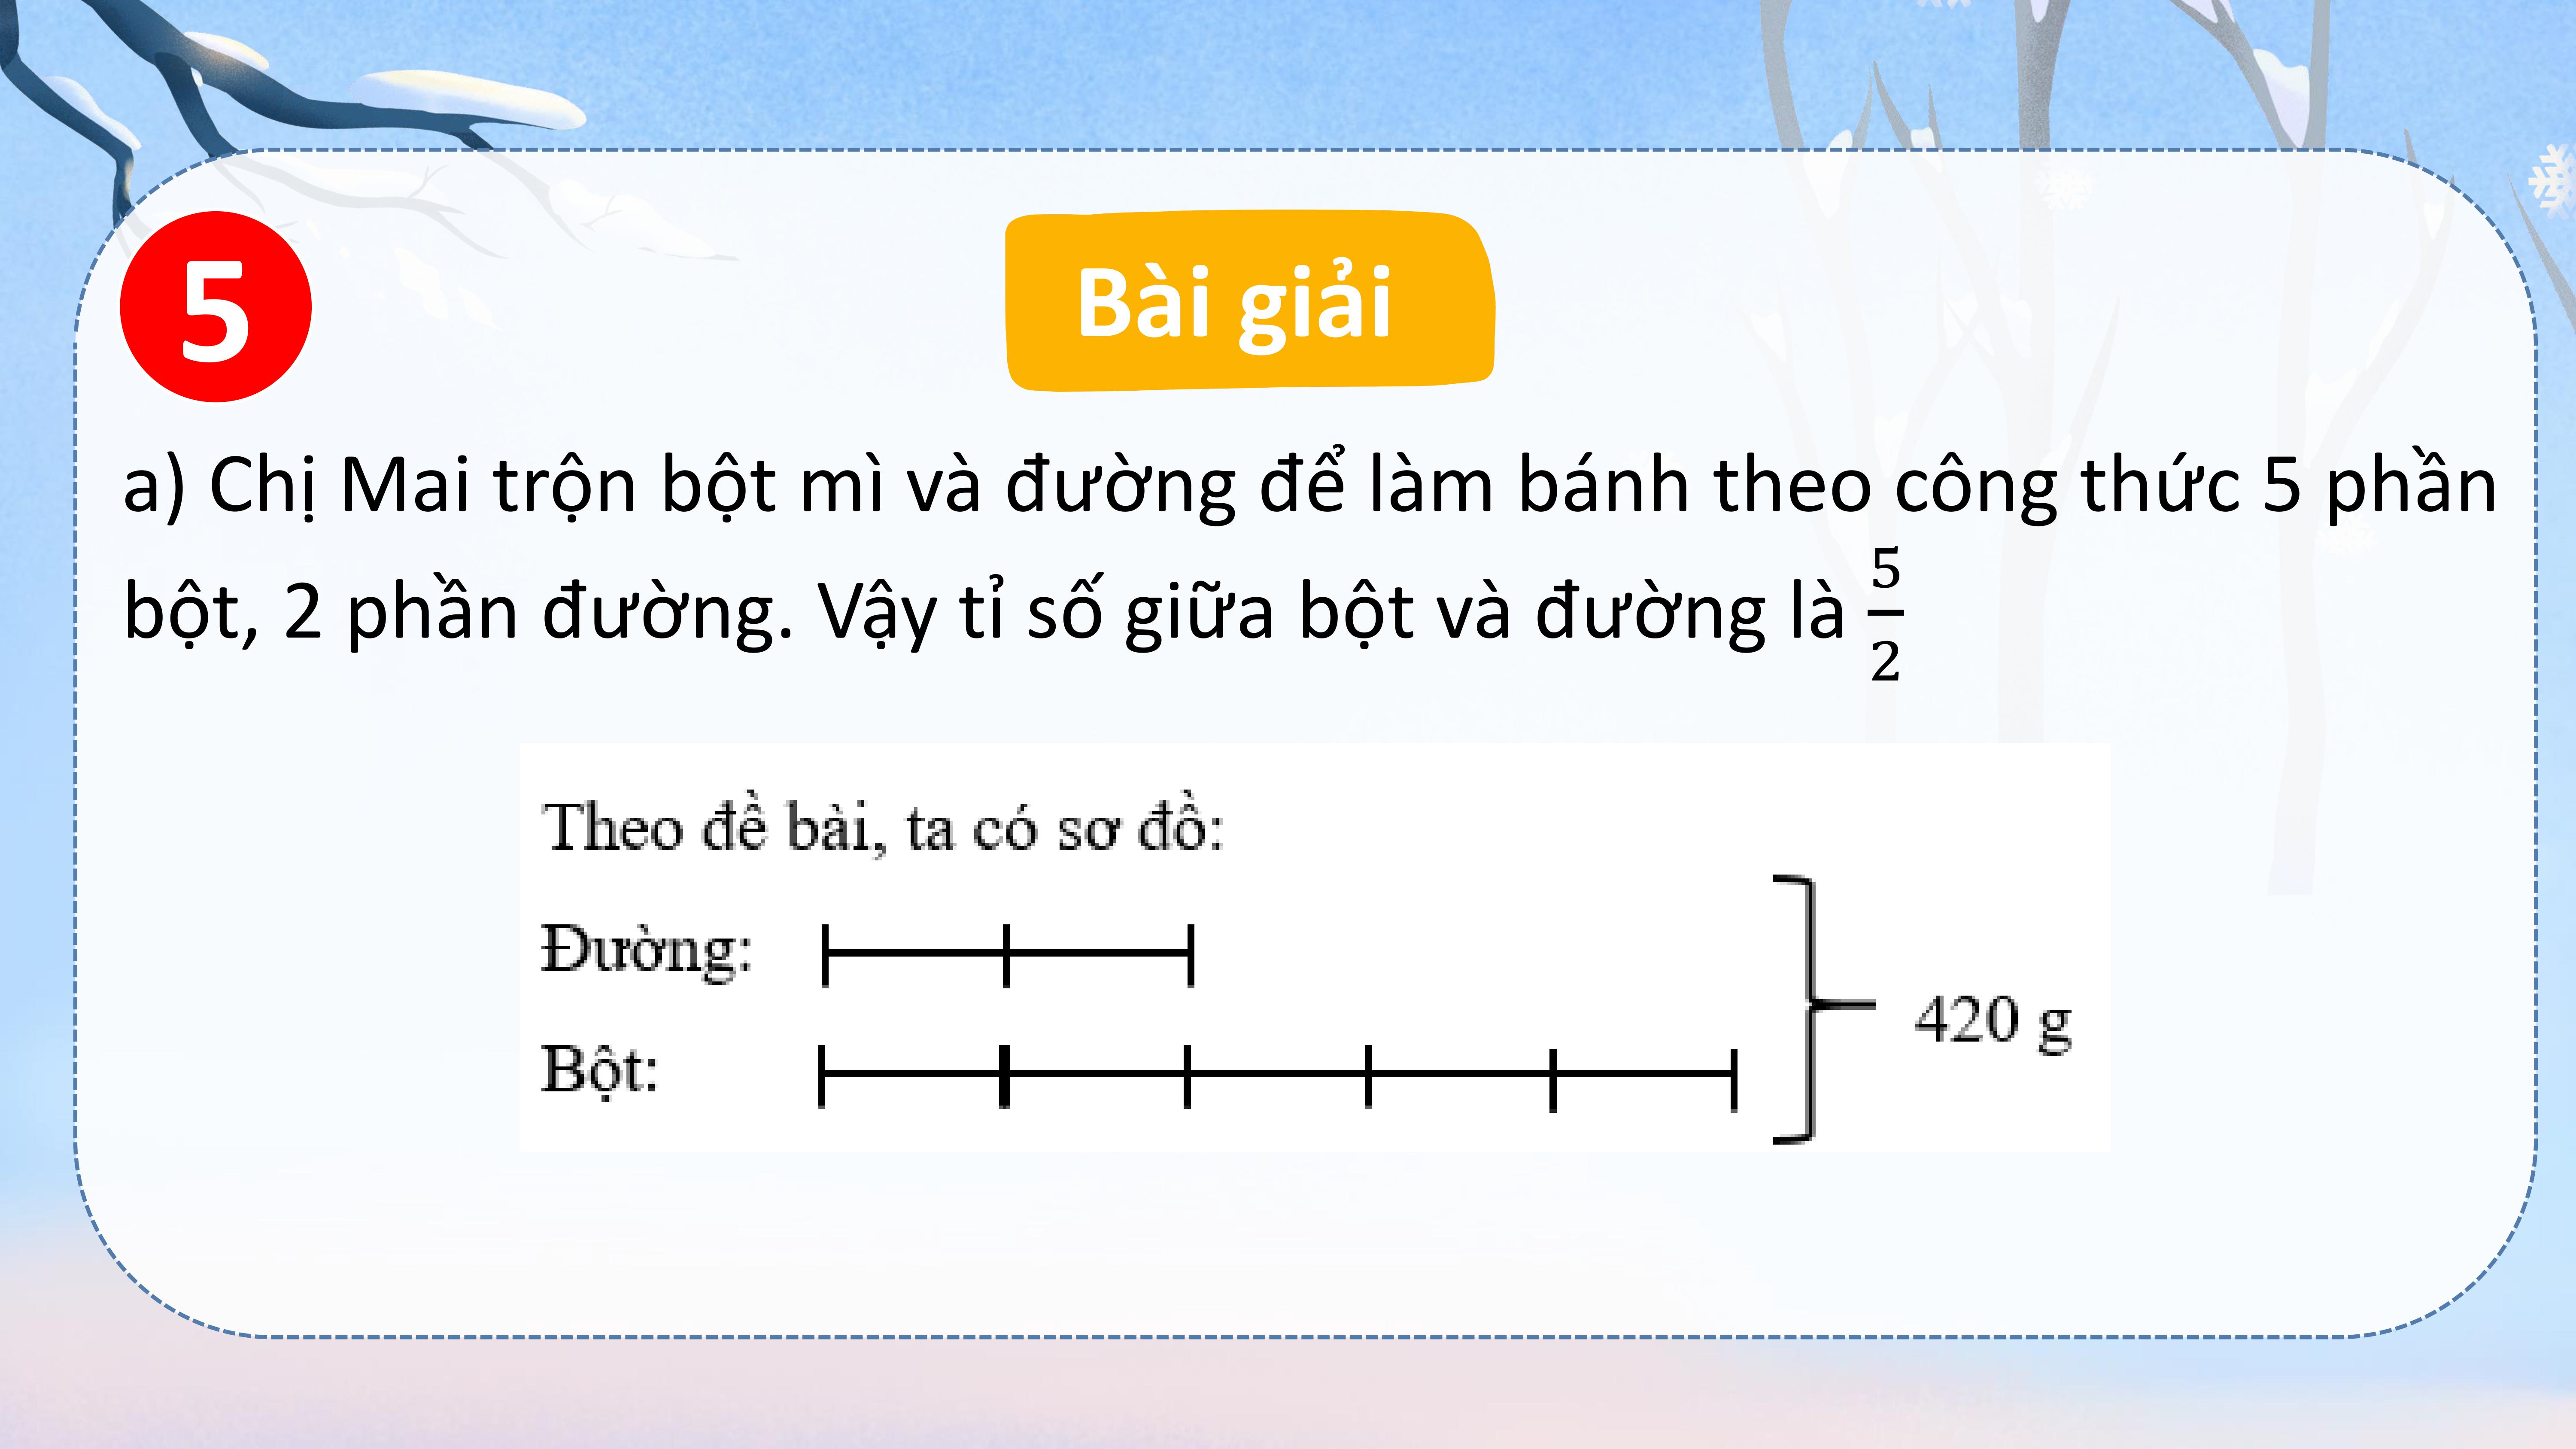 5
Bài giải
a) Chị Mai trộn bột mì và đường để làm bánh theo công thức 5 phần
bột, 2 phần đường. Vậy tỉ số giữa bột và đường là 5/2
Theo đề bài, ta có sơ đồ:
Đường:
420 g
Bột: